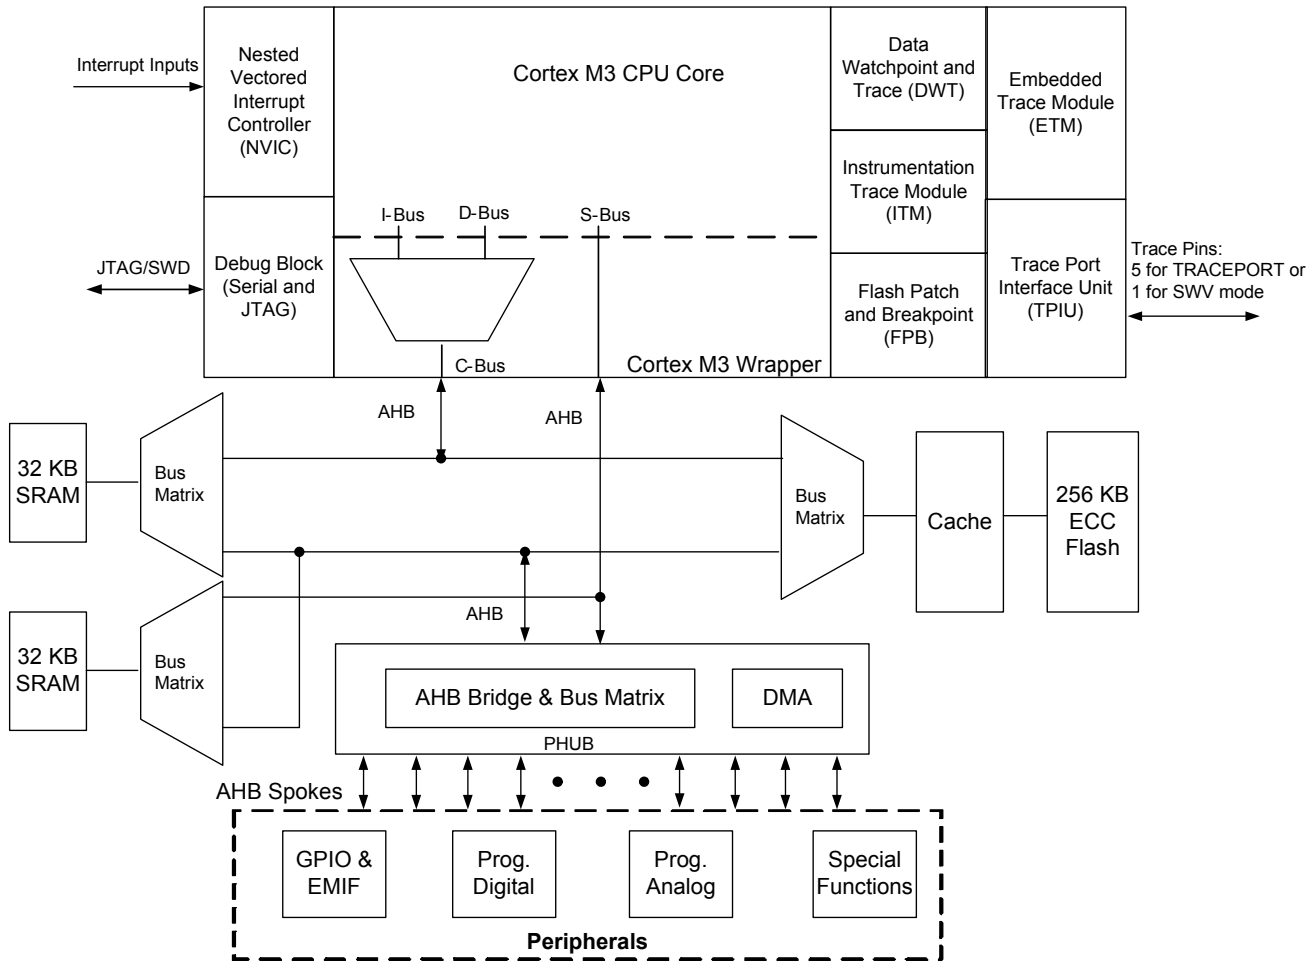 Interrupt Inputs
Nested
Vectored
Interrupt
Controller
(NVIC)
Cortex M3 CPU Core
Data
Watchpoint and
Trace (DWT)
Embedded
Trace Module
(ETM)
Instrumentation
Trace Module
(ITM)
I-Bus
D-Bus
S-Bus
JTAG/SWD
Debug Block
(Serial and
JTAG)
Flash Patch
and Breakpoint
(FPB)
Trace Port
Interface Unit
(TPIU)
Trace Pins:
5 for TRACEPORT or
1 for SWV mode
C-Bus
Cortex M3 Wrapper
AHB
AHB
32 KB
SRAM
Bus
Matrix
Bus
Matrix
Cache
256 KB
ECC
Flash
AHB
32 KB
SRAM
Bus
Matrix
AHB Bridge & Bus Matrix
DMA
PHUB
AHB Spokes
GPIO &
EMIF
Prog.
Digital
Prog.
Analog
Special
Functions
Peripherals